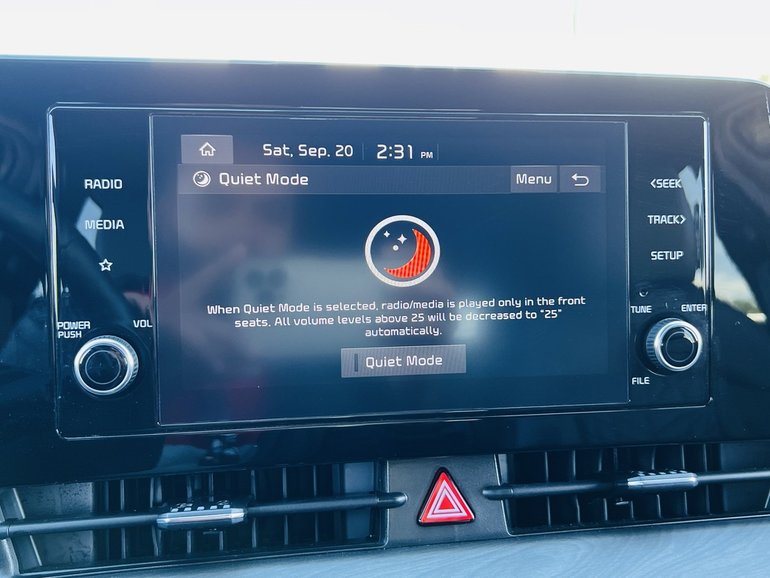 Sat, Sep. 20 2:31 PM
Quiet Mode Menu
RADIO
MEDIA
POWER PUSH
VOL
When Quiet Mode is selected, radio/media is played only in the front
seats. All volume levels above 25 will be decreased to "25"
automatically.
Quiet Mode
<SEEK
TRACK>
SETUP
TUNE
ENTER
FILE